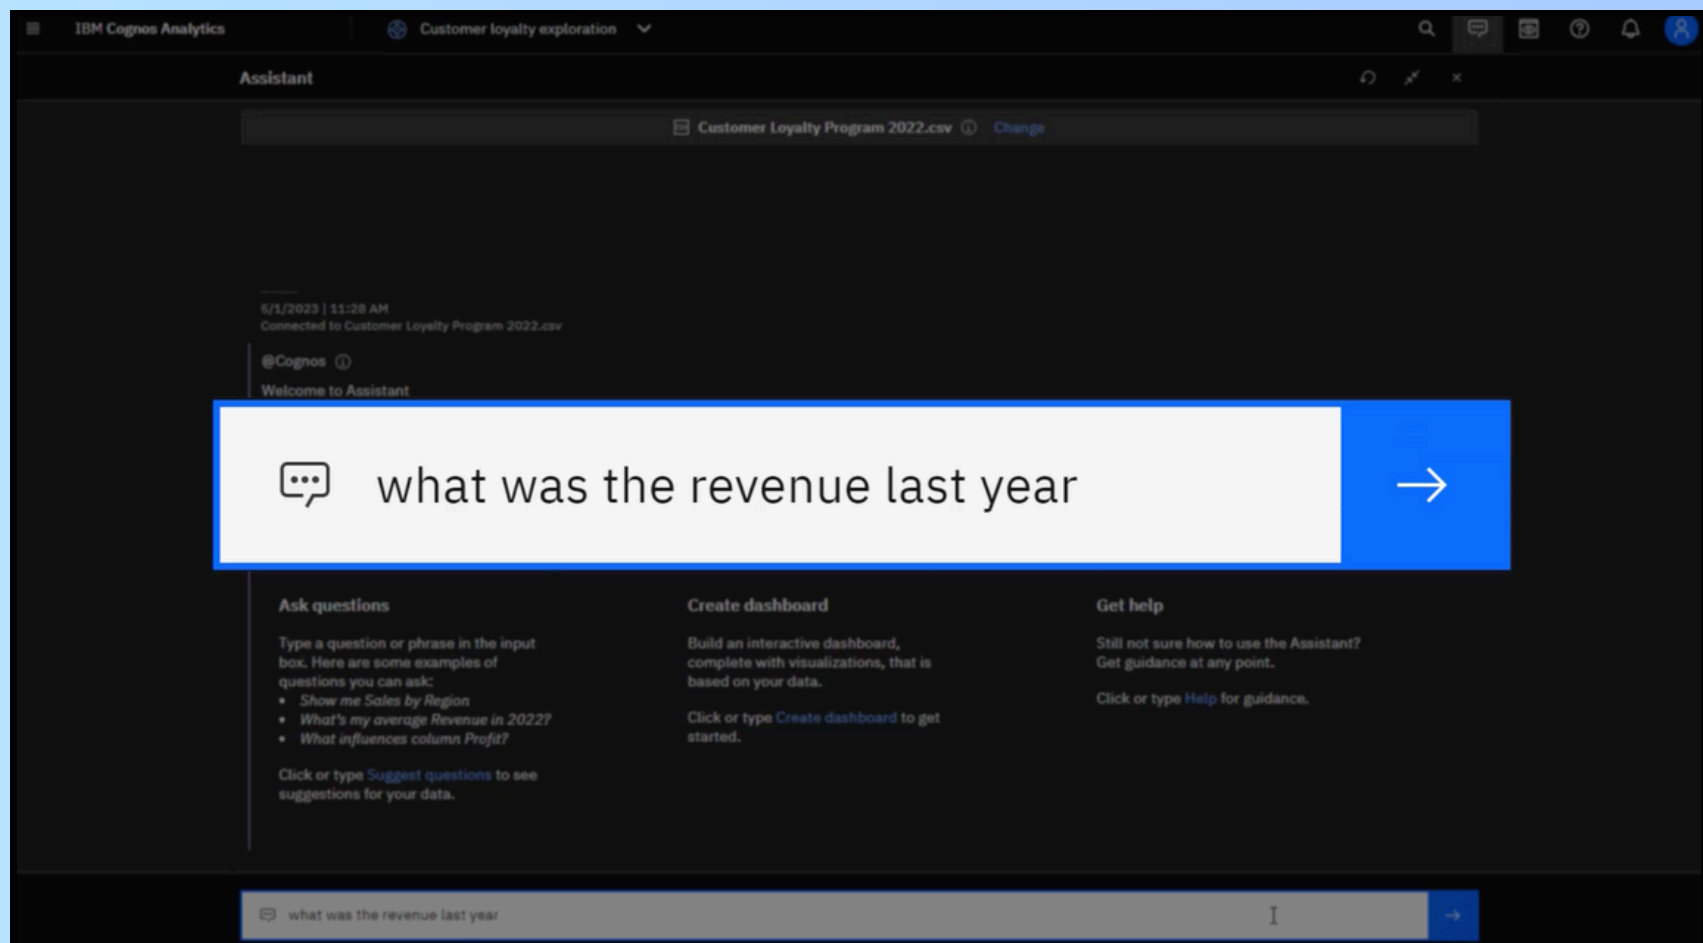 IBM Cognos Analytics
Customer loyalty exploration
Assistant
Customer Loyalty Program 2022.csv Change
5/1/2023 | 11:28 AM
Connected to Customer Loyalty Program 2022.csv
@Cognos
Welcome to Assistant
what was the revenue last year
Ask questions
Type a question or phrase in the input
box. Here are some examples of
questions you can ask:
• Show me Sales by Region
• What's my average Revenue in 2022?
• What influences column Profit?
Click or type Suggest questions to see
suggestions for your data.
Create dashboard
Build an interactive dashboard,
complete with visualizations, that is
based on your data.
Click or type Create dashboard to get
started.
Get help
Still not sure how to use the Assistant?
Get guidance at any point.
Click or type Help for guidance.
what was the revenue last year